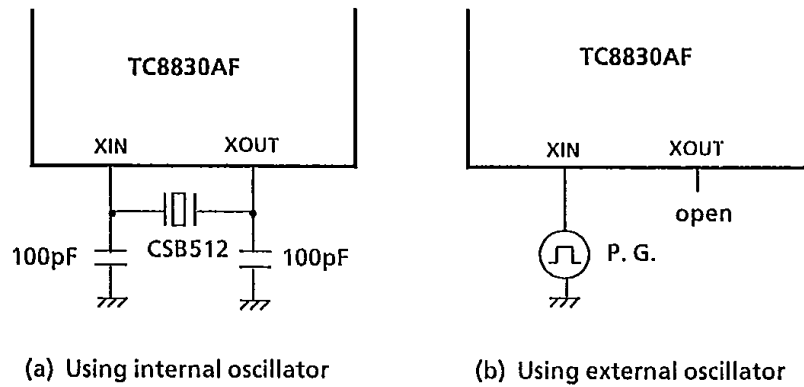 TC8830AF
XIN XOUT
100pF CSB512 100pF
(a) Using internal oscillator
TC8830AF
XIN XOUT
open
P. G.
(b) Using external oscillator